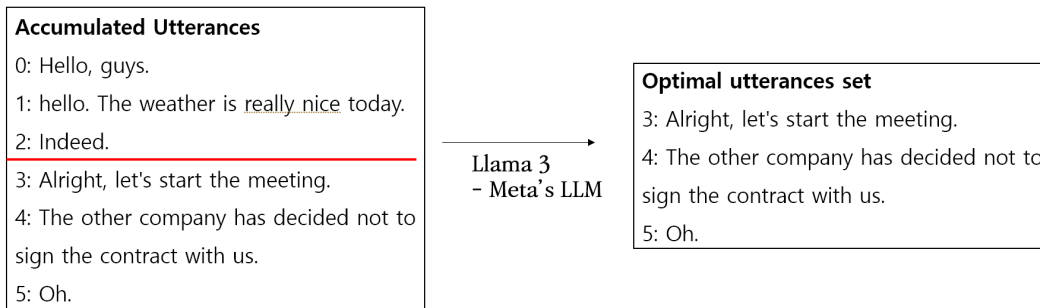 Accumulated Utterances
0: Hello, guys.
1: hello. The weather is really nice today.
2: Indeed.
3: Alright, let's start the meeting.
4: The other company has decided not to
sign the contract with us.
5: Oh.
Llama 3
- Meta's LLM
Optimal utterances set
3: Alright, let's start the meeting.
4: The other company has decided not to
sign the contract with us.
5: Oh.